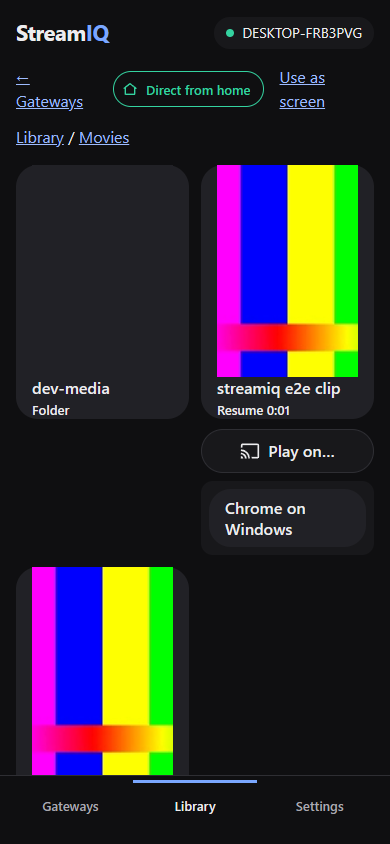 StreamIQ
DESKTOP-FRB3PVG
← Gateways
Direct from home
Use as screen
Library / Movies
dev-media
Folder
streamiq e2e clip
Resume 0:01
Play on...
Chrome on
Windows
Gateways
Library
Settings